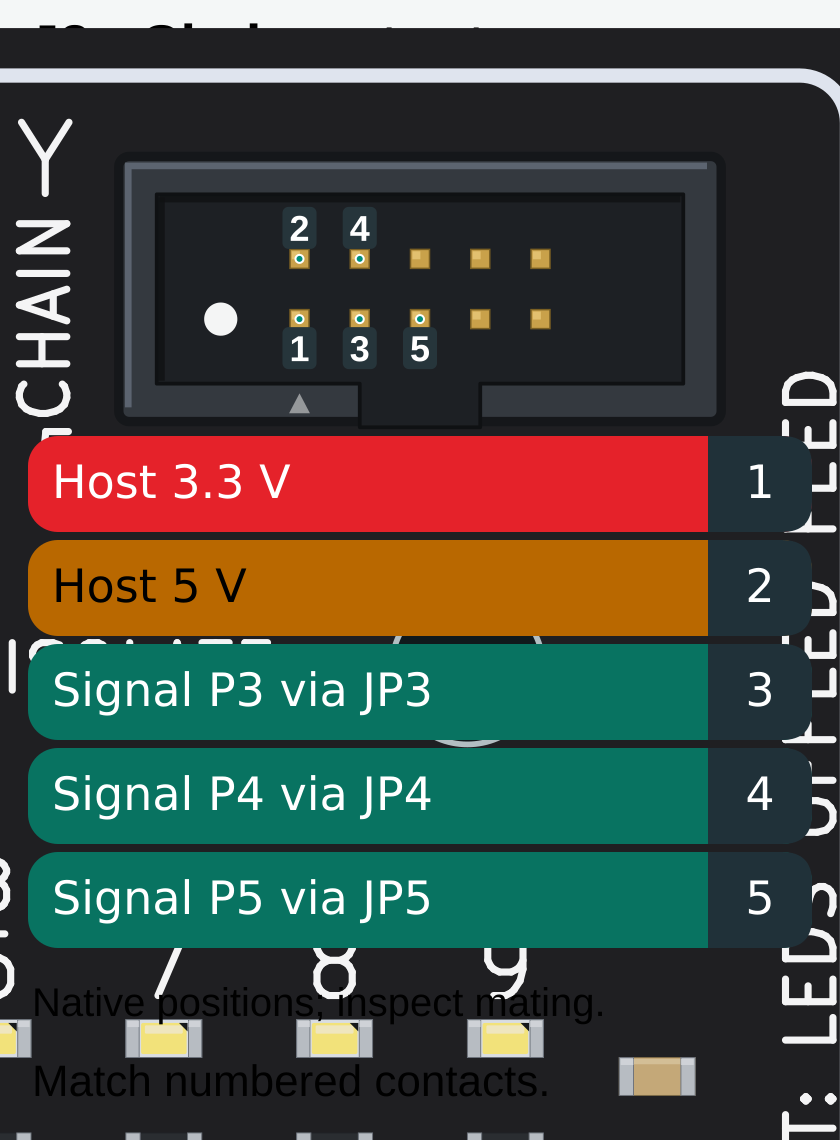 Y
CHAIN
2 4
1 3 5
Host 3.3 V 1
Host 5 V 2
Signal P3 via JP3 3
Signal P4 via JP4 4
Signal P5 via JP5 5
7 8 9
Native positions; inspect mating.
Match numbered contacts.
LEDS